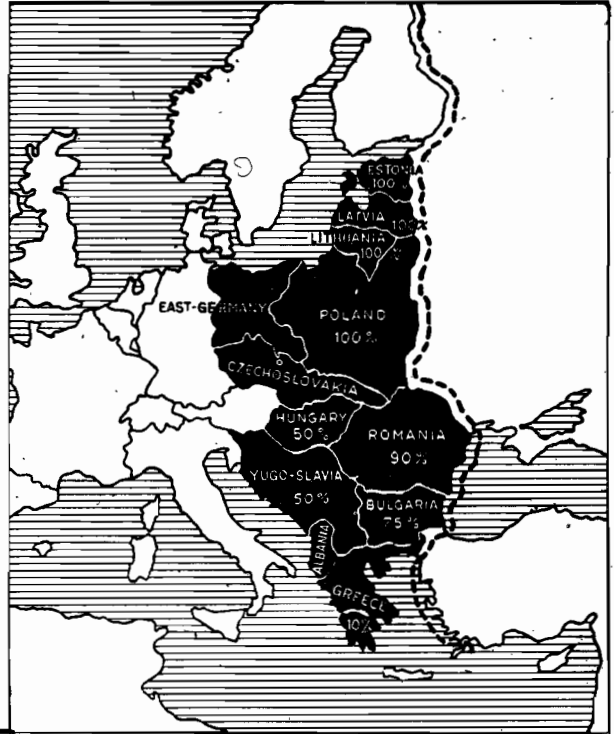 ESTONIA
100%
LATVIA 100%
LITHUANIA
100%
EAST-GERMANY
POLAND
100%
CZECHOSLOVAKIA
HUNGARY
50%
ROMANIA
90%
YUGO-SLAVIA
50%
BULGARIA
75%
ALBANIA
GREECE
10%